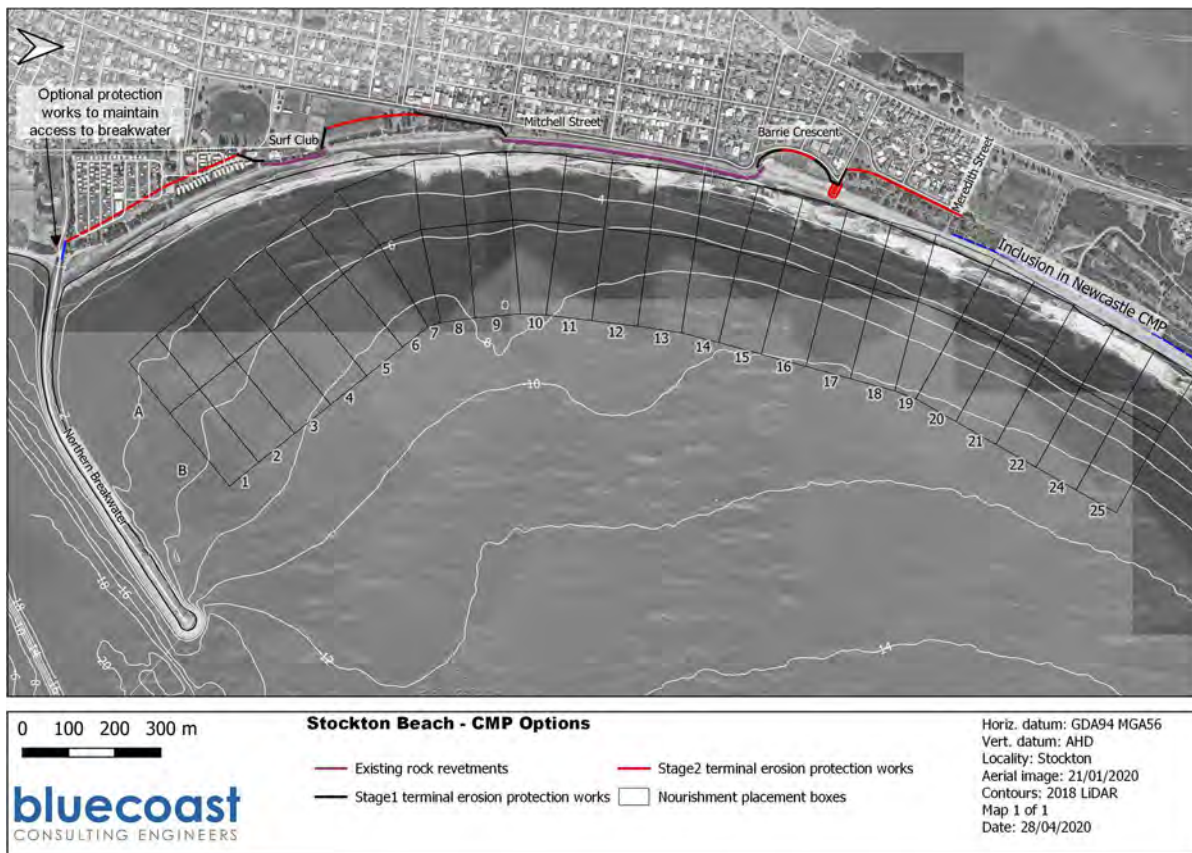 Optional protection
works to maintain
access to breakwater
Surf Club
Mitchell Street
Barrie Crescent
Meredith Street
Inclusion in Newcastle CMP
Northern Breakwater
A
B
1
2
3
4
5
6
7
8
9
10
11
12
13
14
15
16
17
18
19
20
21
22
24
25
4
6
8
10
12
14
16
18
20
0 100 200 300 m
bluecoast
CONSULTING ENGINEERS
Stockton Beach - CMP Options
Existing rock revetments
Stage1 terminal erosion protection works
Stage2 terminal erosion protection works
Nourishment placement boxes
Horiz. datum: GDA94 MGA56
Vert. datum: AHD
Locality: Stockton
Aerial image: 21/01/2020
Contours: 2018 LiDAR
Map 1 of 1
Date: 28/04/2020